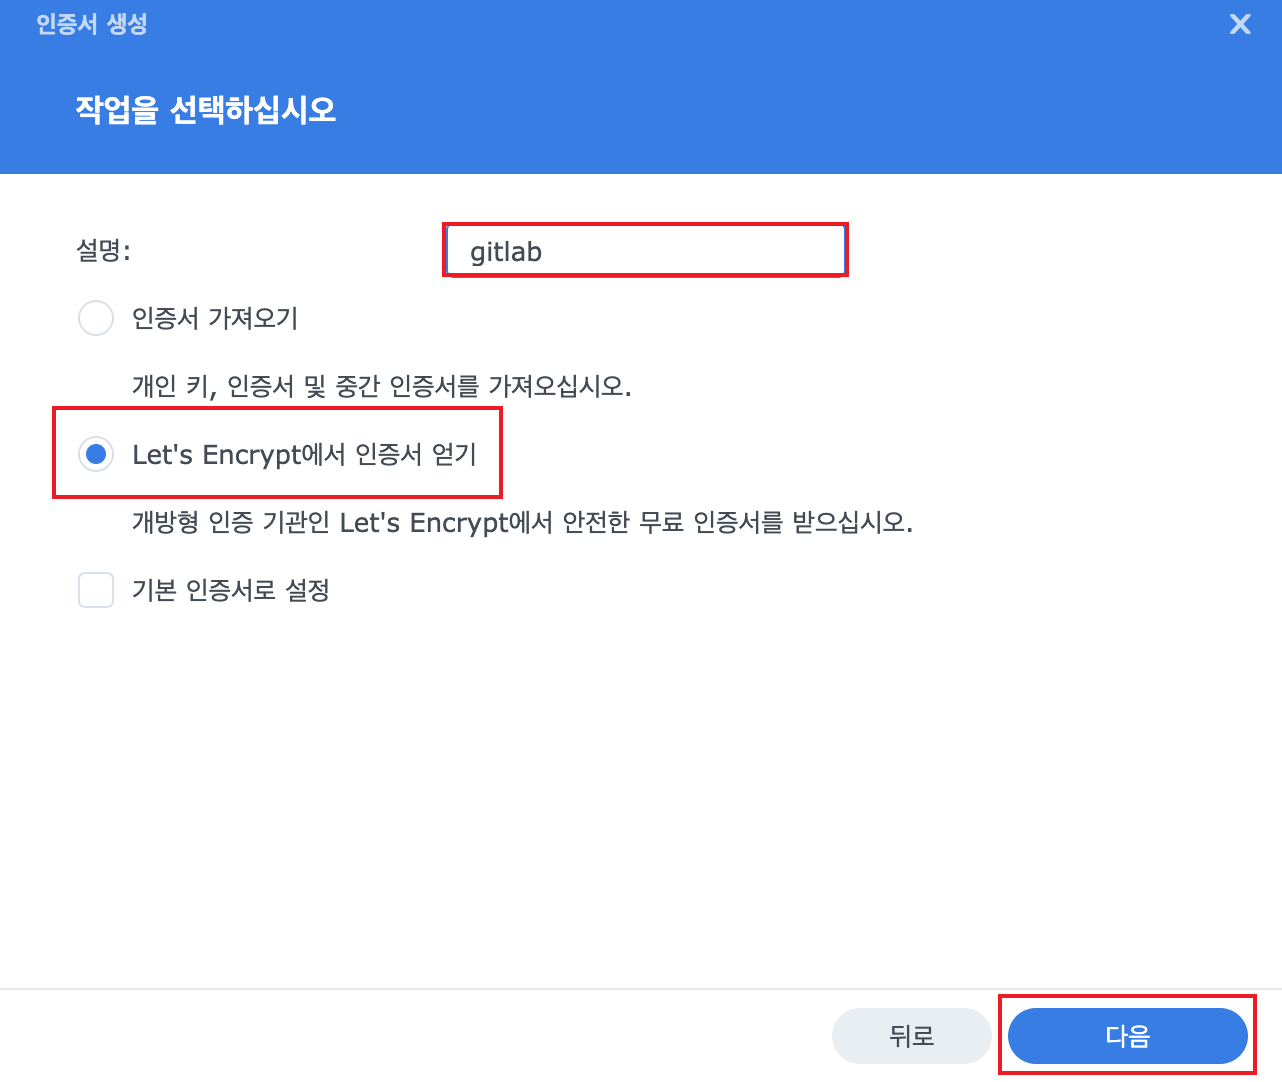 인증서 생성
작업을 선택하십시오
설명: gitlab
인증서 가져오기
개인 키, 인증서 및 중간 인증서를 가져오십시오.
Let's Encrypt에서 인증서 얻기
개방형 인증 기관인 Let's Encrypt에서 안전한 무료 인증서를 받으십시오.
기본 인증서로 설정
뒤로 다음